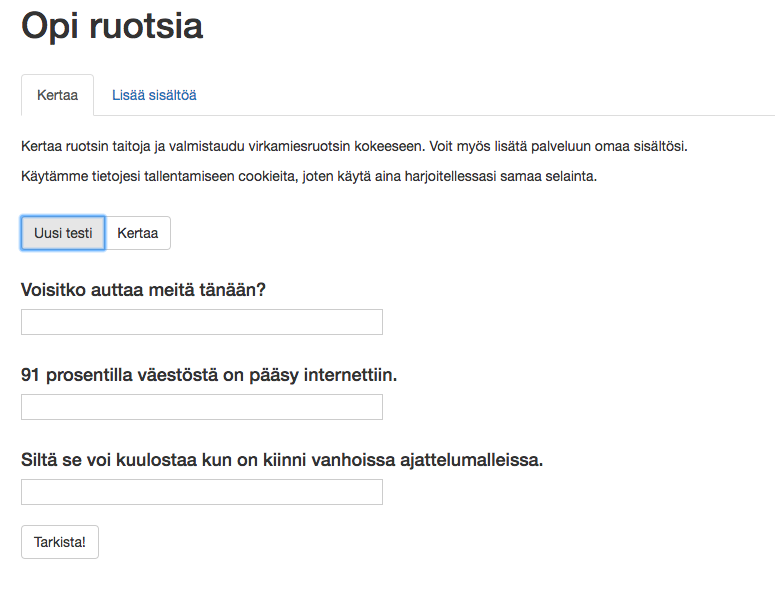 Opi ruotsia
Kertaa Lisää sisältöä
Kertaa ruotsin taitoja ja valmistaudu virkamiesruotsin kokeeseen. Voit myös lisätä palveluun omaa sisältösi.
Käytämme tietojesi tallentamiseen cookieita, joten käytä aina harjoitellessasi samaa selainta.
Uusi testi Kertaa
Voisitko auttaa meitä tänään?
91 prosentilla väestöstä on pääsy internettiin.
Siltä se voi kuulostaa kun on kiinni vanhoissa ajattelumalleissa.
Tarkista!